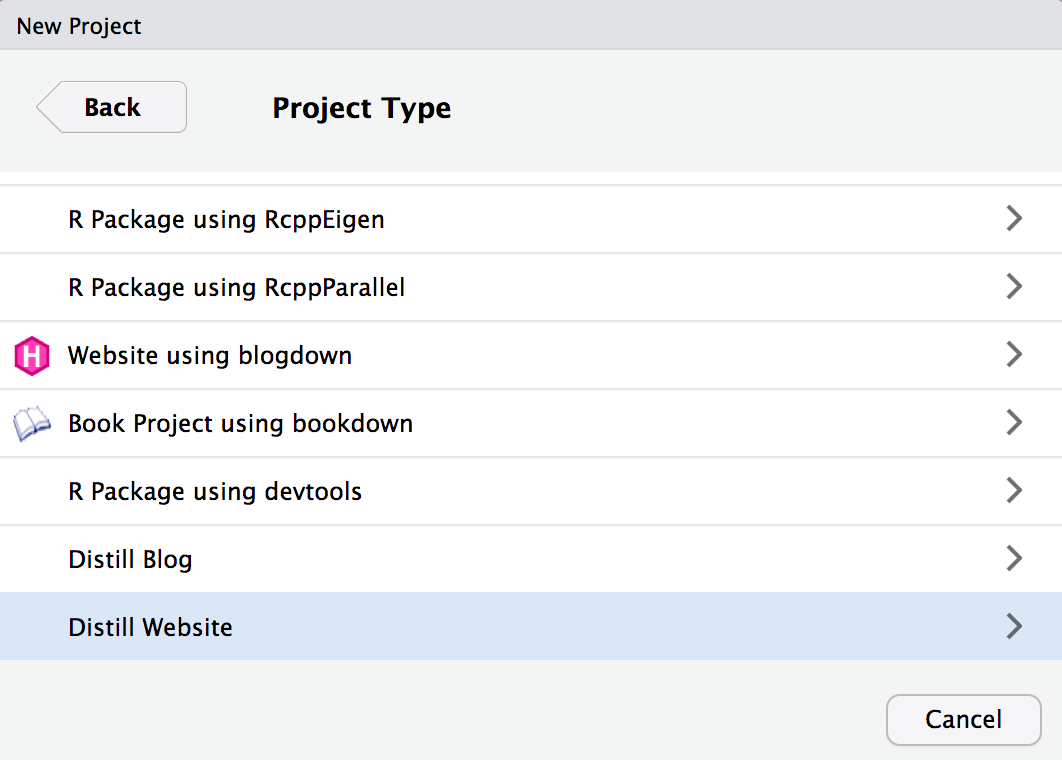 New Project
Back
Project Type
R Package using RcppEigen
R Package using RcppParallel
H
Website using blogdown
Book Project using bookdown
R Package using devtools
Distill Blog
Distill Website
Cancel